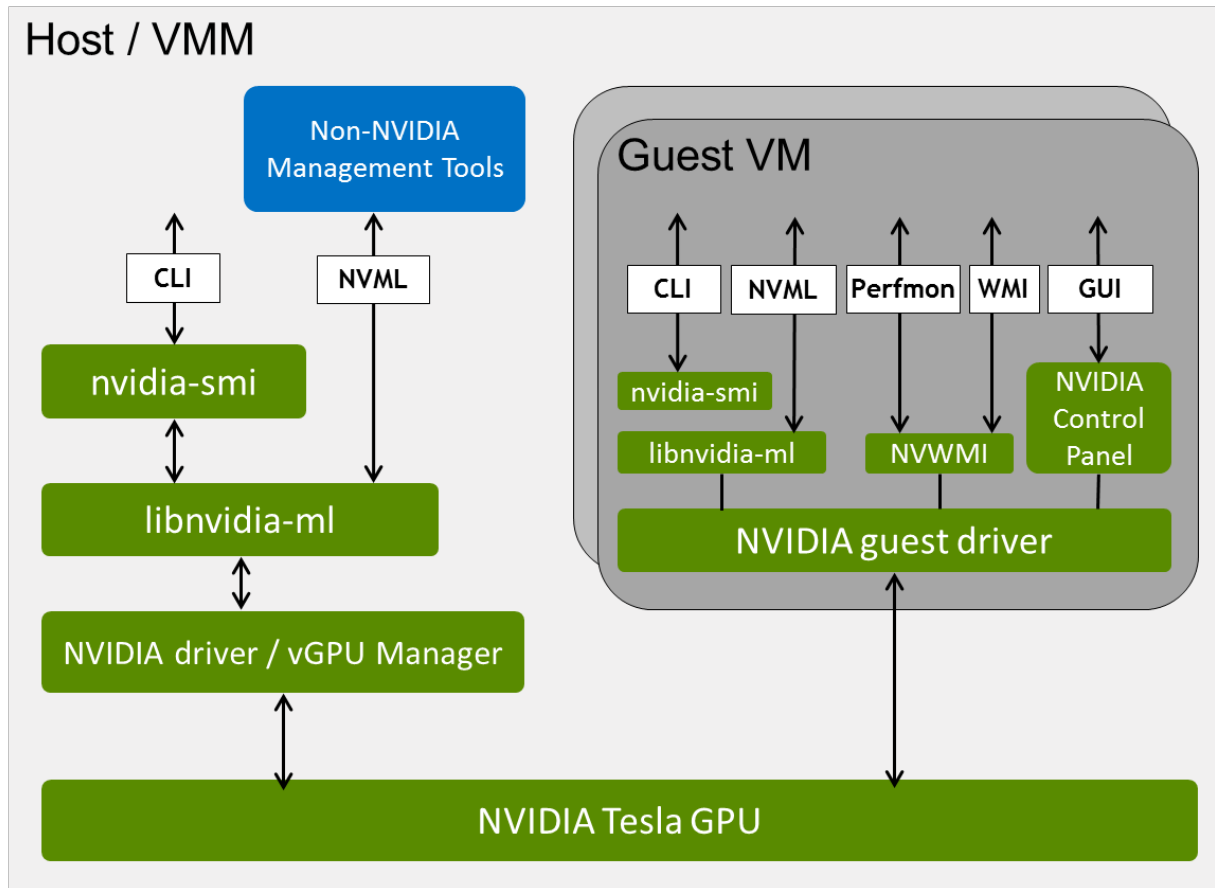 Host / VMM
Non-NVIDIA
Management Tools
CLI
NVML
nvidia-smi
libnvidia-ml
NVIDIA driver / vGPU Manager
Guest VM
CLI
NVML
Perfmon
WMI
GUI
nvidia-smi
libnvidia-ml
NVWMI
NVIDIA
Control
Panel
NVIDIA guest driver
NVIDIA Tesla GPU